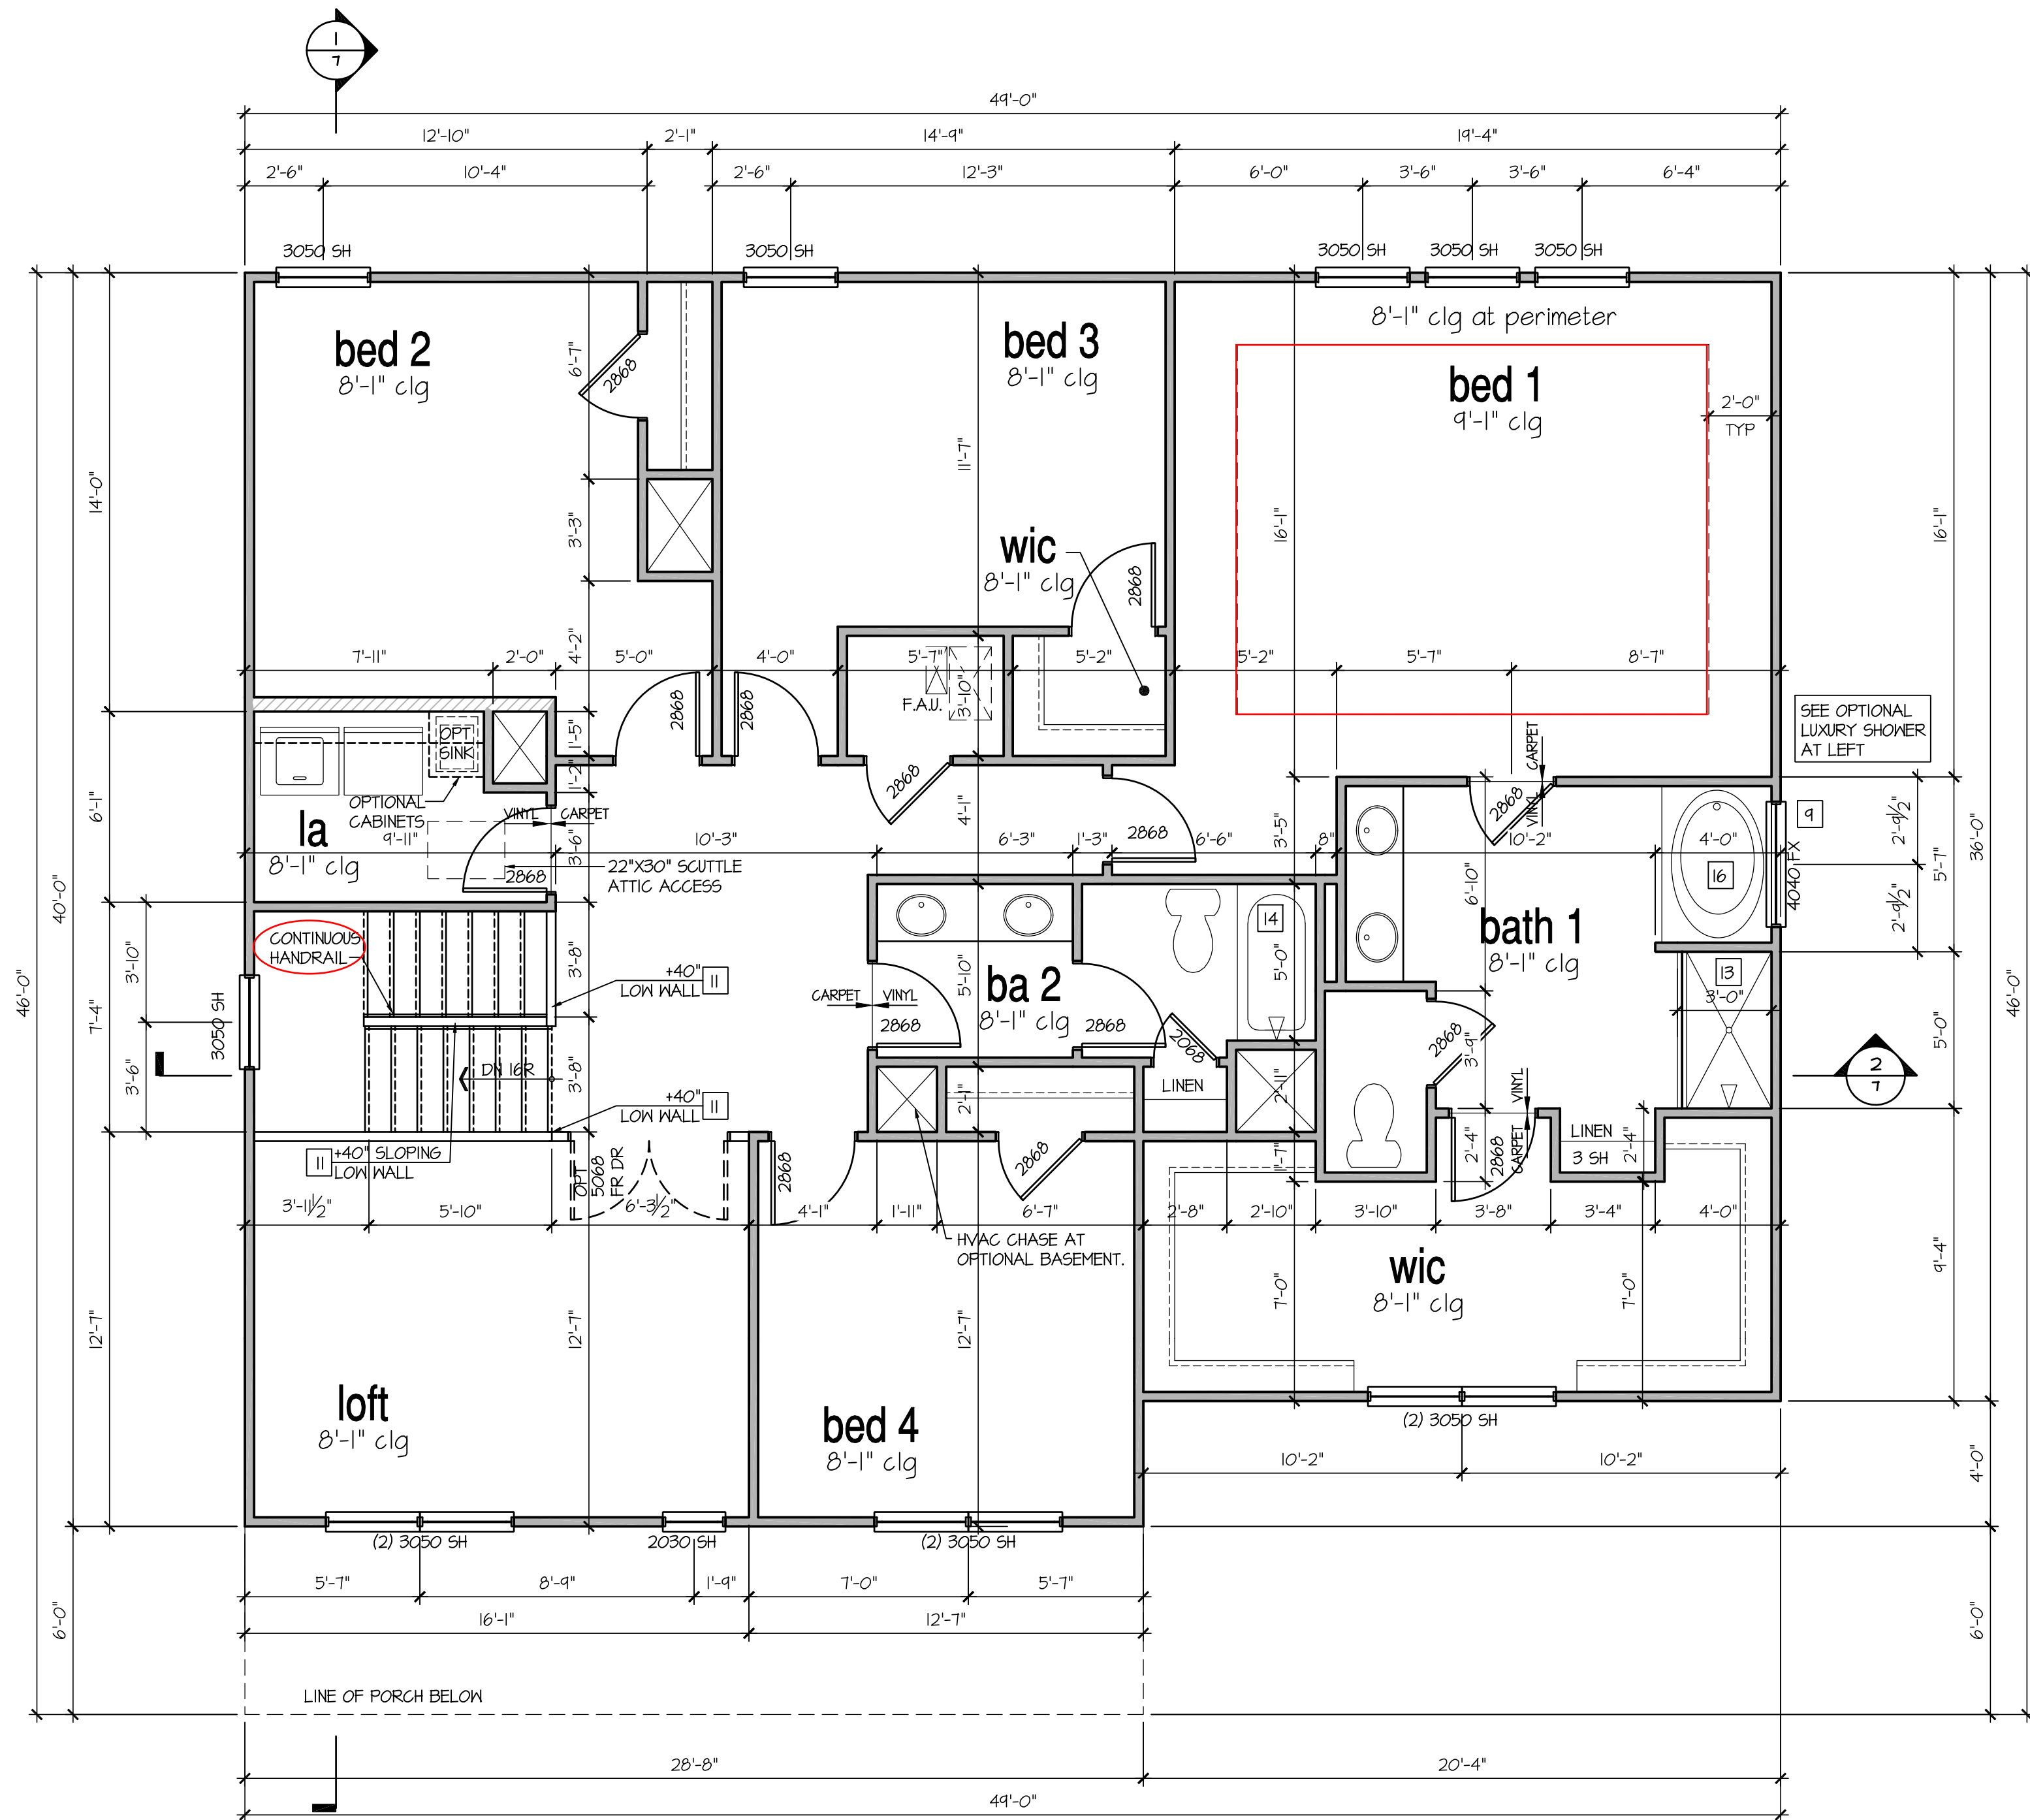 1
7
49'-0"
12'-10" 2'-1" 14'-9" 19'-4"
2'-6" 10'-4" 2'-6" 12'-3" 6'-0" 3'-6" 3'-6" 6'-4"
3050 SH 3050 SH 3050 SH 3050 SH 3050 SH
8'-1" clg at perimeter
bed 2
8'-1" clg
2868
6'-7"
bed 3
8'-1" clg
bed 1
9'-1" clg
2'-0"
TYP
11'-7"
14'-0"
3'-3"
16'-1"
16'-1"
wic
8'-1" clg
2868
4'-2"
7'-11" 2'-0" 5'-0" 4'-0" 5'-7" 5'-2" 5'-2" 5'-7" 8'-7"
2868
2868
F.A.U.
3'-10"
OPT
SINK
1'-5"
1'-2"
SEE OPTIONAL
LUXURY SHOWER
AT LEFT
CARPET
VINYL
2868
OPTIONAL
CABINETS
VINYL CARPET
2868
la
8'-1" clg
6'-1"
9'-11" 10'-3" 6'-3" 1'-3" 6'-6" 8" 10'-2" 4'-0"
3'-6"
4'-1"
2868
3'-5"
2868
22"X30" SCUTTLE
ATTIC ACCESS
9
4040 FX
16
2'-9 1/2"
2'-9 1/2"
5'-7"
36'-0"
40'-0"
46'-0"
46'-0"
6'-10"
bath 1
8'-1" clg
CONTINUOUS
HANDRAIL
3'-10"
7'-4"
3'-6"
3050 SH
3'-8"
+40"
LOW WALL
11
14
5'-0"
5'-10"
ba 2
8'-1" clg
CARPET VINYL
2868
2868
2068
13
3'-0"
5'-0"
2868
3'-9"
2
7
DN 16R
3'-8"
+40"
LOW WALL
11
2'-1"
LINEN
2'-11"
VINYL
CARPET
2868
2'-4"
LINEN
3 SH
2'-4"
11
+40" SLOPING
LOW WALL
OPT
5068
FR DR
2868
2868
1'-7"
3'-11 1/2" 5'-10" 6'-3 1/2" 4'-1" 1'-11" 6'-7" 2'-8" 2'-10" 3'-10" 3'-8" 3'-4" 4'-0"
HVAC CHASE AT
OPTIONAL BASEMENT.
wic
8'-1" clg
9'-4"
7'-0"
7'-0"
12'-7"
12'-7"
12'-7"
loft
8'-1" clg
bed 4
8'-1" clg
(2) 3050 SH
10'-2" 10'-2"
4'-0"
(2) 3050 SH 2030 SH (2) 3050 SH
5'-7" 8'-9" 1'-9" 7'-0" 5'-7"
16'-1" 12'-7"
6'-0"
6'-0"
LINE OF PORCH BELOW
28'-8" 20'-4"
49'-0"